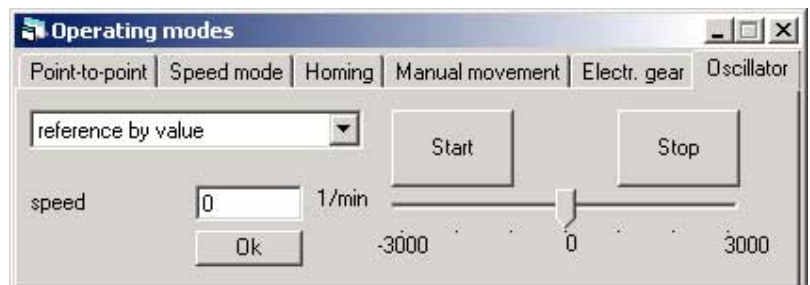 Operating modes
Point-to-point Speed mode Homing Manual movement Electr. gear Oscillator
reference by value Start Stop
speed 0 1/min
Ok -3000 0 3000